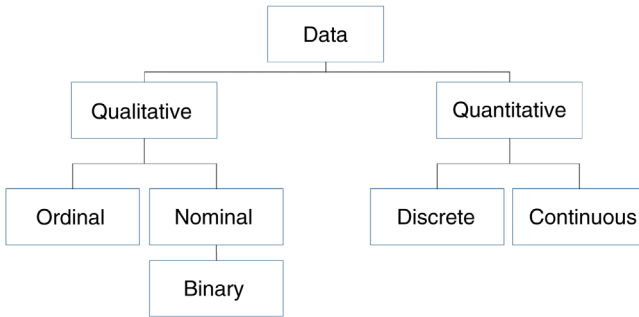 Data
Qualitative
Quantitative
Ordinal
Nominal
Discrete
Continuous
Binary